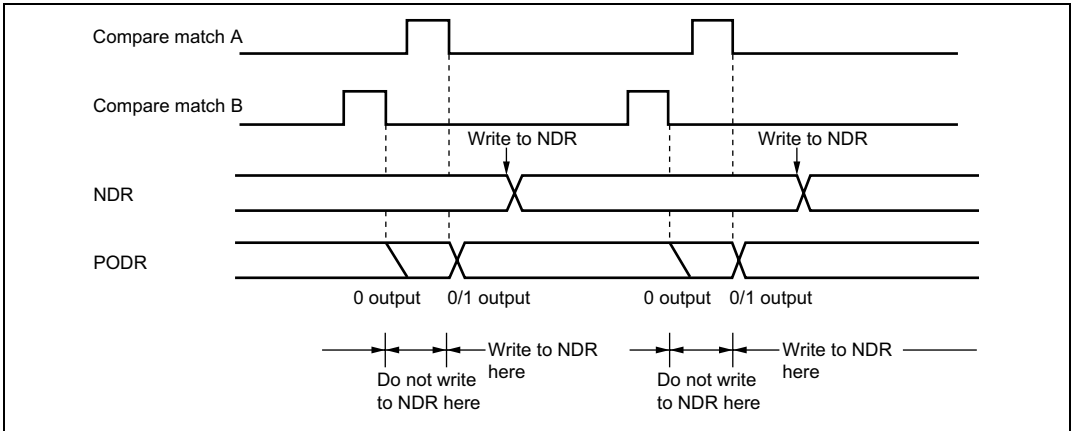 Compare match A
Compare match B
Write to NDR
Write to NDR
NDR
PODR
0 output
0/1 output
0 output
0/1 output
Write to NDR
here
Do not write
to NDR here
Write to NDR
here
Do not write
to NDR here